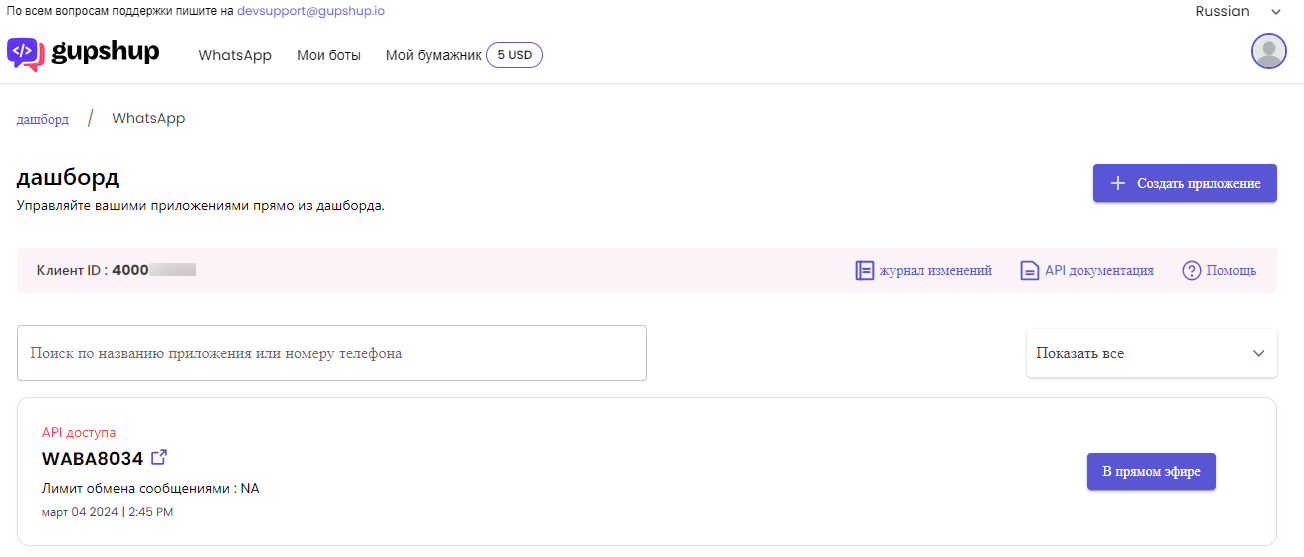 По всем вопросам поддержки пишите на devsupport@gupshup.io
Russian
</> gupshup
WhatsApp
Мои боты
Мой бумажник 5 USD
дашборд / WhatsApp
дашборд
Управляйте вашими приложениями прямо из дашборда.
+ Создать приложение
Клиент ID : 4000
журнал изменений
API документация
? Помощь
Поиск по названию приложения или номеру телефона
Показать все
API доступа
WABA8034
Лимит обмена сообщениями : NA
март 04 2024 | 2:45 PM
В прямом эфире